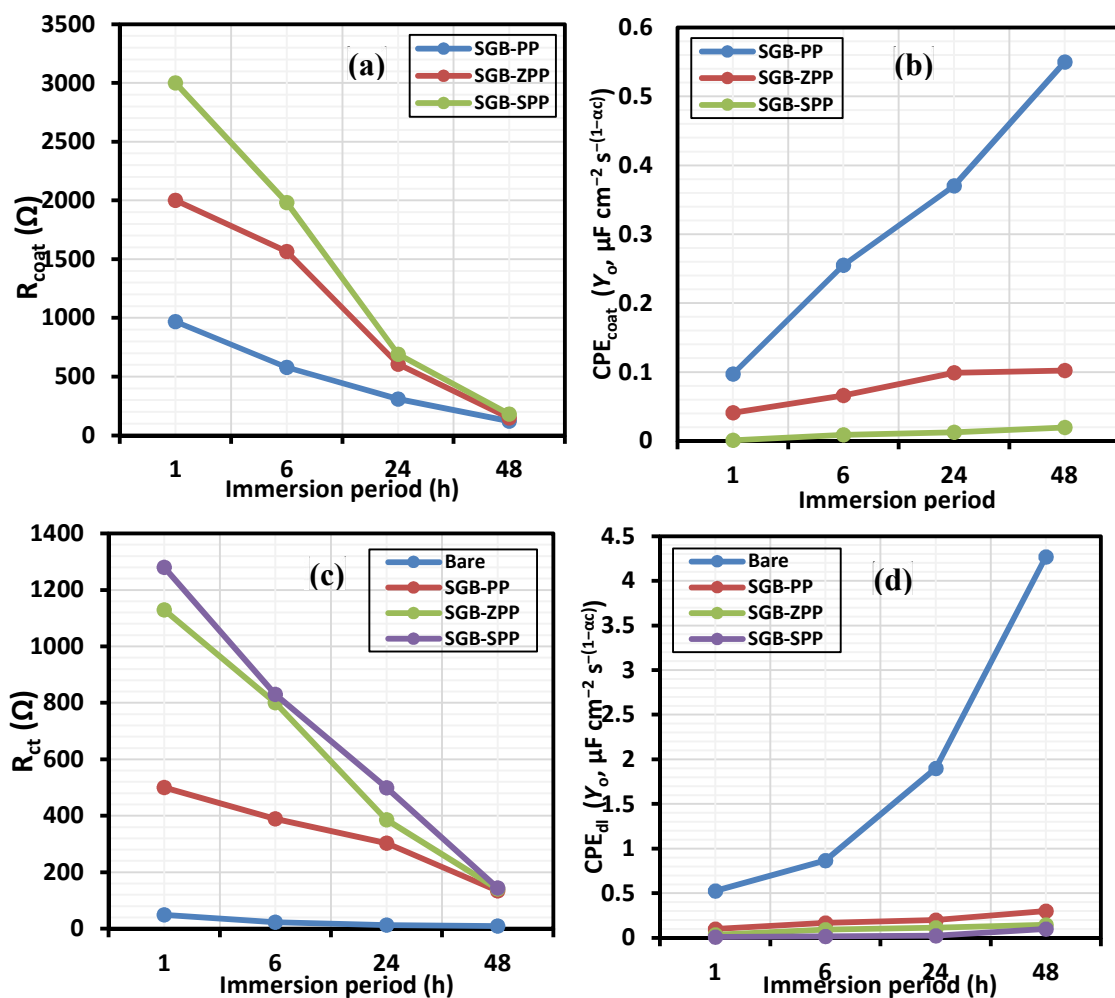 3500
3000
2500
2000
1500
1000
500
0
R_coat (Ω)
(a)
SGB-PP
SGB-ZPP
SGB-SPP
1 6 24 48
Immersion period (h)
0.6
0.5
0.4
0.3
0.2
0.1
0
CPE_coat (Y_o, µF cm⁻² s⁻⁽¹⁻ᵅᶜ⁾)
(b)
SGB-PP
SGB-ZPP
SGB-SPP
1 6 24 48
Immersion period
1400
1200
1000
800
600
400
200
0
R_ct (Ω)
(c)
Bare
SGB-PP
SGB-ZPP
SGB-SPP
1 6 24 48
Immersion period (h)
4.5
4
3.5
3
2.5
2
1.5
1
0.5
0
CPE_dl (Y_o, µF cm⁻² s⁻⁽¹⁻ᵅᶜ⁾)
(d)
Bare
SGB-PP
SGB-ZPP
SGB-SPP
1 6 24 48
Immersion period (h)